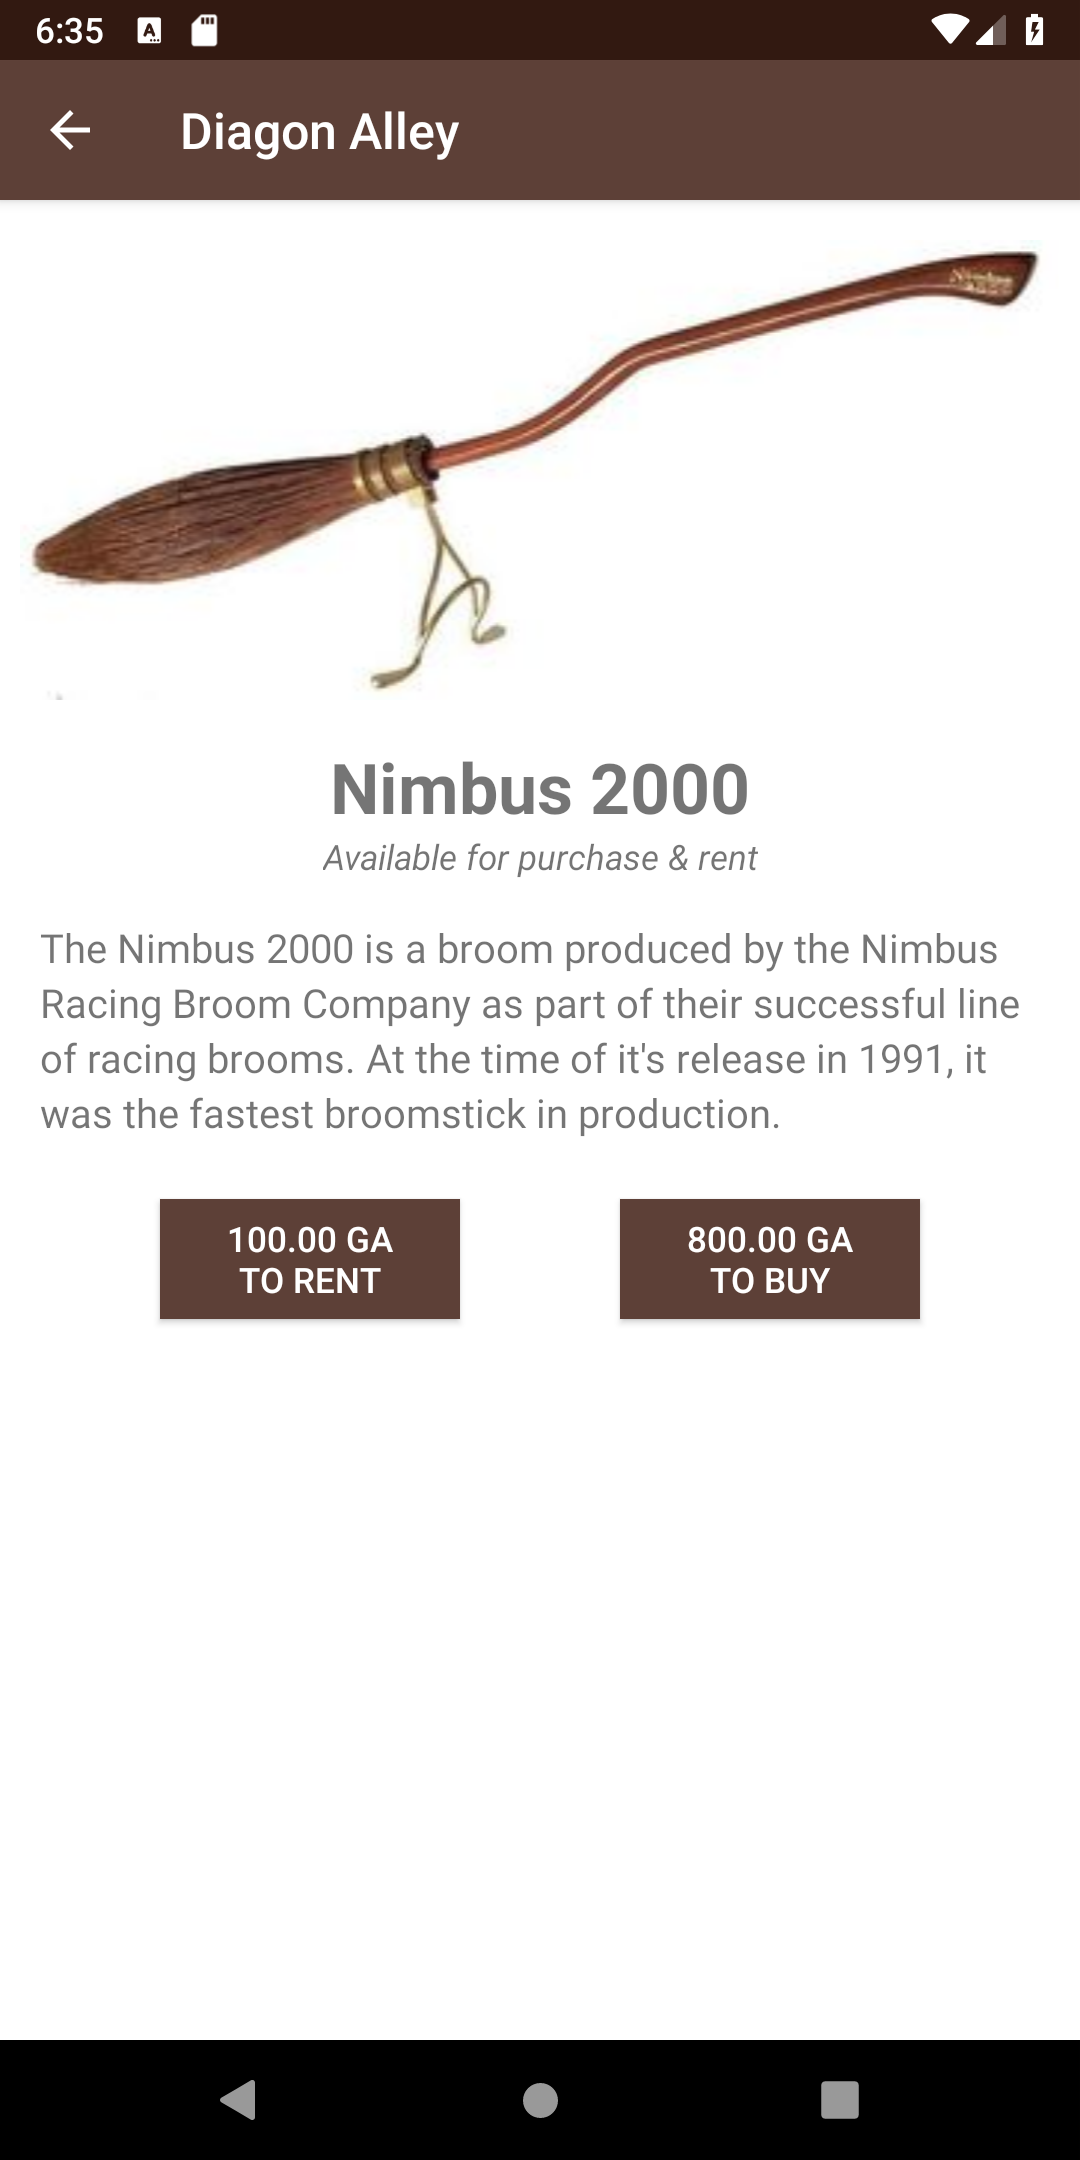 6:35
Diagon Alley
Nimbus
Nimbus 2000
Available for purchase & rent
The Nimbus 2000 is a broom produced by the Nimbus
Racing Broom Company as part of their successful line
of racing brooms. At the time of it's release in 1991, it
was the fastest broomstick in production.
100.00 GA
TO RENT
800.00 GA
TO BUY